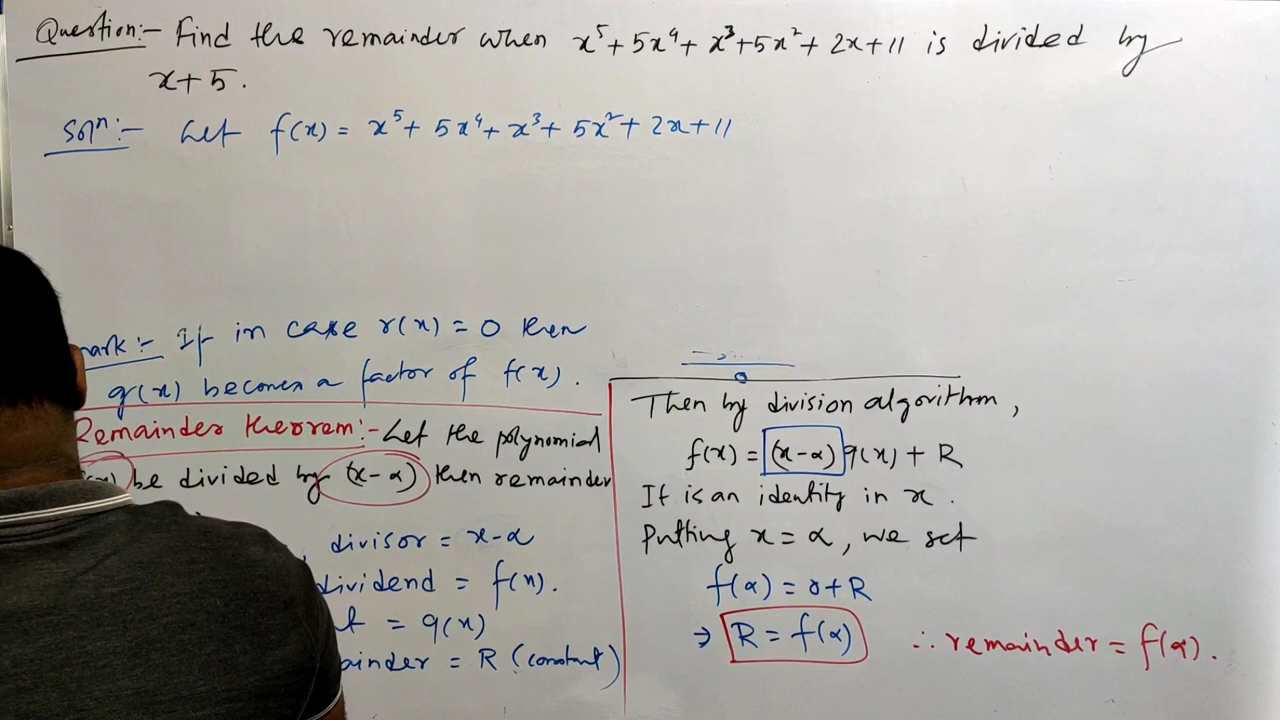 Question:- Find the remainder when x⁵+5x⁴+x³+5x²+2x+11 is divided by
x+5.
Solⁿ:- Let f(x) = x⁵+ 5x⁴+x³+ 5x²+ 2x+11
mark:- If in case r(x) = 0 then
g(x) becomes a factor of f(x).
Remainder theorem:- Let the polynomial
be divided by (x-α) then remainder
divisor = x-α
dividend = f(x).
= q(x)
ainder = R (constant)
0
Then by division algorithm,
f(x) = (x-α) q(x) + R
It is an identity in x.
Putting x = α, we get
f(α) = 0+R
→ R = f(α)
∴ remainder = f(α).